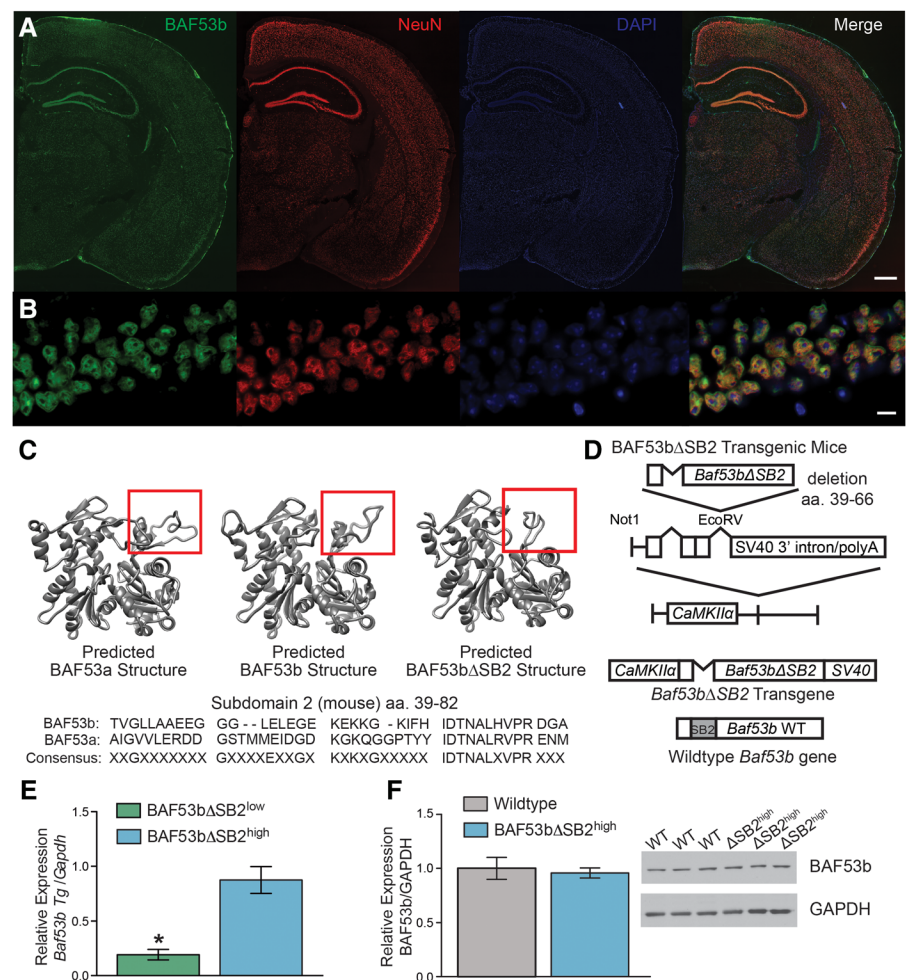 A BAF53b NeuN DAPI Merge
B
C
Predicted BAF53a Structure
Predicted BAF53b Structure
Predicted BAF53bΔSB2 Structure
Subdomain 2 (mouse) aa. 39-82
BAF53b: TVGLLAAEEG GG - - LELEGE KEKKG - KIFH IDTNALHVPR DGA
BAF53a: AIGVVLERDD GSTMMEIDGD KGKQGGPTYY IDTNALRVPR ENM
Consensus: XXGXXXXXXX GXXXXEXXGX KXKXGXXXXX IDTNALXVPR XXX
D BAF53bΔSB2 Transgenic Mice
Baf53bΔSB2
deletion
aa. 39-66
Not1 EcoRV
SV40 3' intron/polyA
CaMKIIα
CaMKIIα Baf53bΔSB2 SV40
Baf53bΔSB2 Transgene
SB2 Baf53b WT
Wildtype Baf53b gene
E
BAF53bΔSB2low
BAF53bΔSB2high
Relative Expression
Baf53b Tg /Gapdh
1.5
1.0
0.5
0.0
*
F
Wildtype
BAF53bΔSB2high
Relative Expression
BAF53b/GAPDH
1.5
1.0
0.5
0.0
WT WT WT ΔSB2high ΔSB2high ΔSB2high
BAF53b
GAPDH